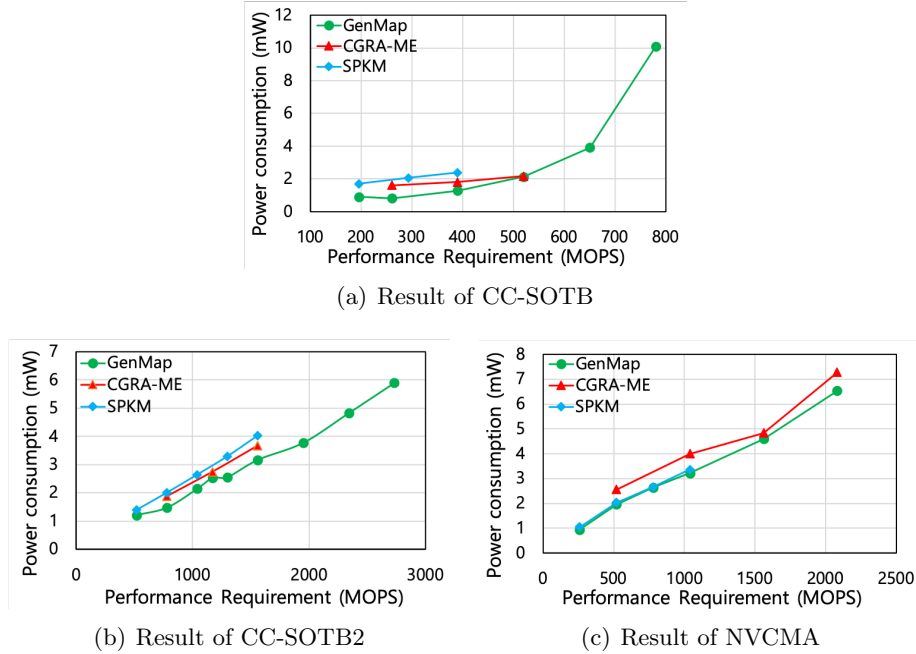 Power consumption (mW)
12
10
8
6
4
2
0
GenMap
CGRA-ME
SPKM
100 200 300 400 500 600 700 800
Performance Requirement (MOPS)
(a) Result of CC-SOTB
Power consumption (mW)
7
6
5
4
3
2
1
0
GenMap
CGRA-ME
SPKM
0 1000 2000 3000
Performance Requirement (MOPS)
(b) Result of CC-SOTB2
Power consumption (mW)
8
7
6
5
4
3
2
1
0
GenMap
CGRA-ME
SPKM
0 500 1000 1500 2000 2500
Performance Requirement (MOPS)
(c) Result of NVCMA